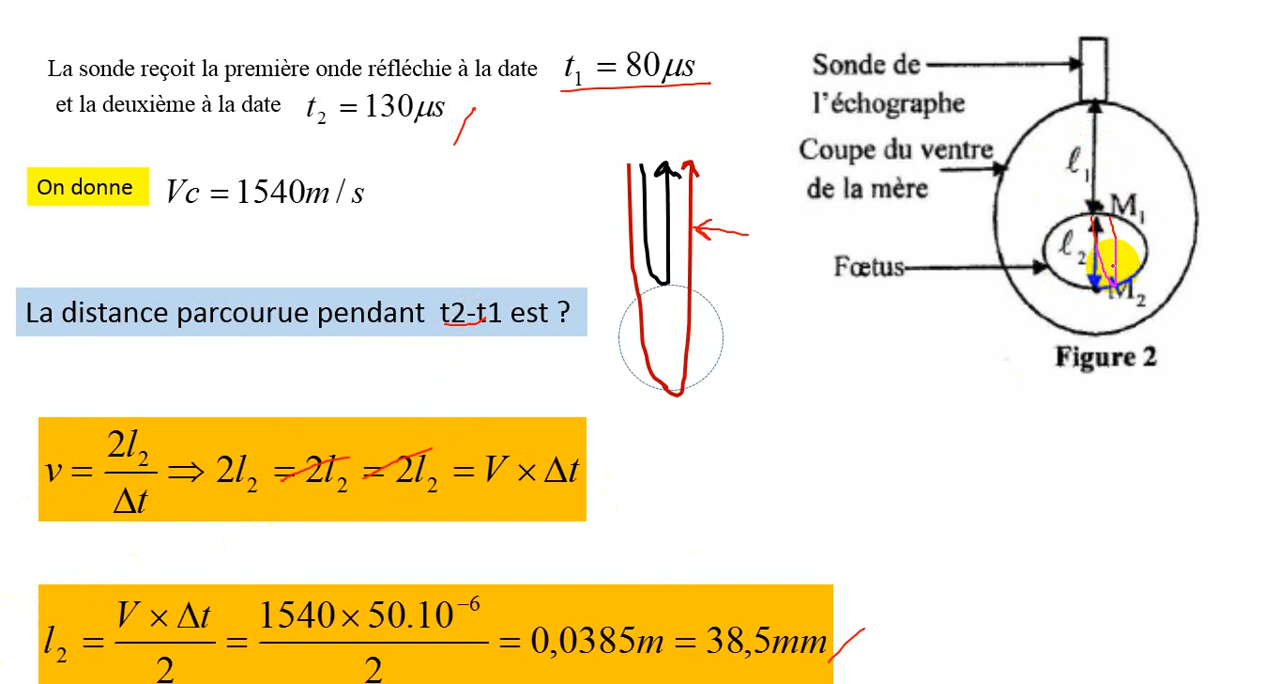 La sonde reçoit la première onde réfléchie à la date t₁ = 80μs
et la deuxième à la date t₂ = 130μs
On donne Vc = 1540m / s
La distance parcourue pendant t2-t1 est ?
v = 2l₂/Δt ⇒ 2l₂ = 2l₂ = 2l₂ = V × Δt
l₂ = V × Δt / 2 = 1540 × 50.10⁻⁶ / 2 = 0,0385m = 38,5mm
Sonde de
l'échographe
Coupe du ventre
de la mère
ℓ₁
M₁
ℓ₂
Fœtus
M₂
Figure 2